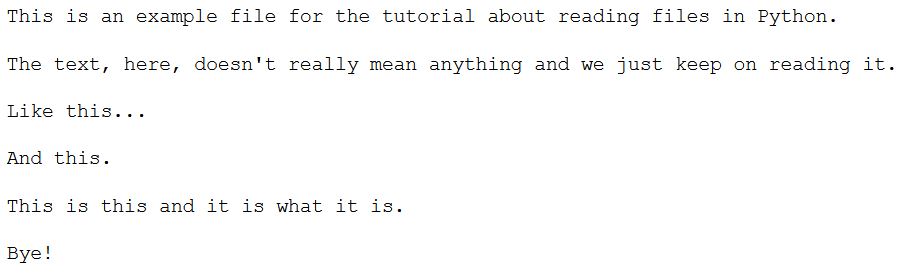 This is an example file for the tutorial about reading files in Python.
The text, here, doesn't really mean anything and we just keep on reading it.
Like this...
And this.
This is this and it is what it is.
Bye!